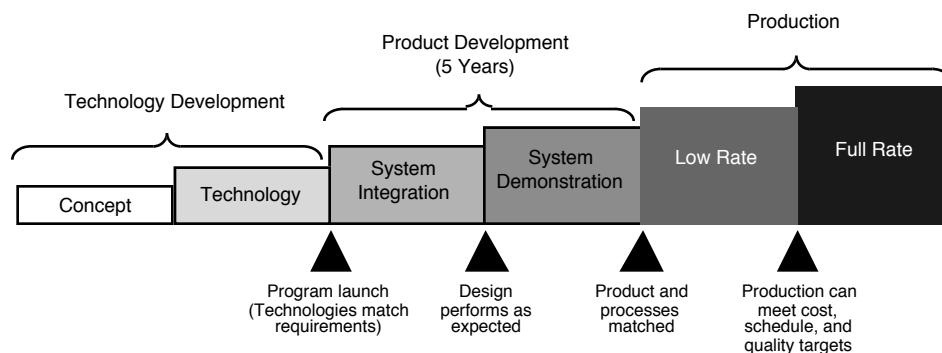 Production
Product Development
(5 Years)
Technology Development
Concept
Technology
System
Integration
System
Demonstration
Low Rate
Full Rate
Program launch
(Technologies match
requirements)
Design
performs as
expected
Product and
processes
matched
Production can
meet cost,
schedule, and
quality targets